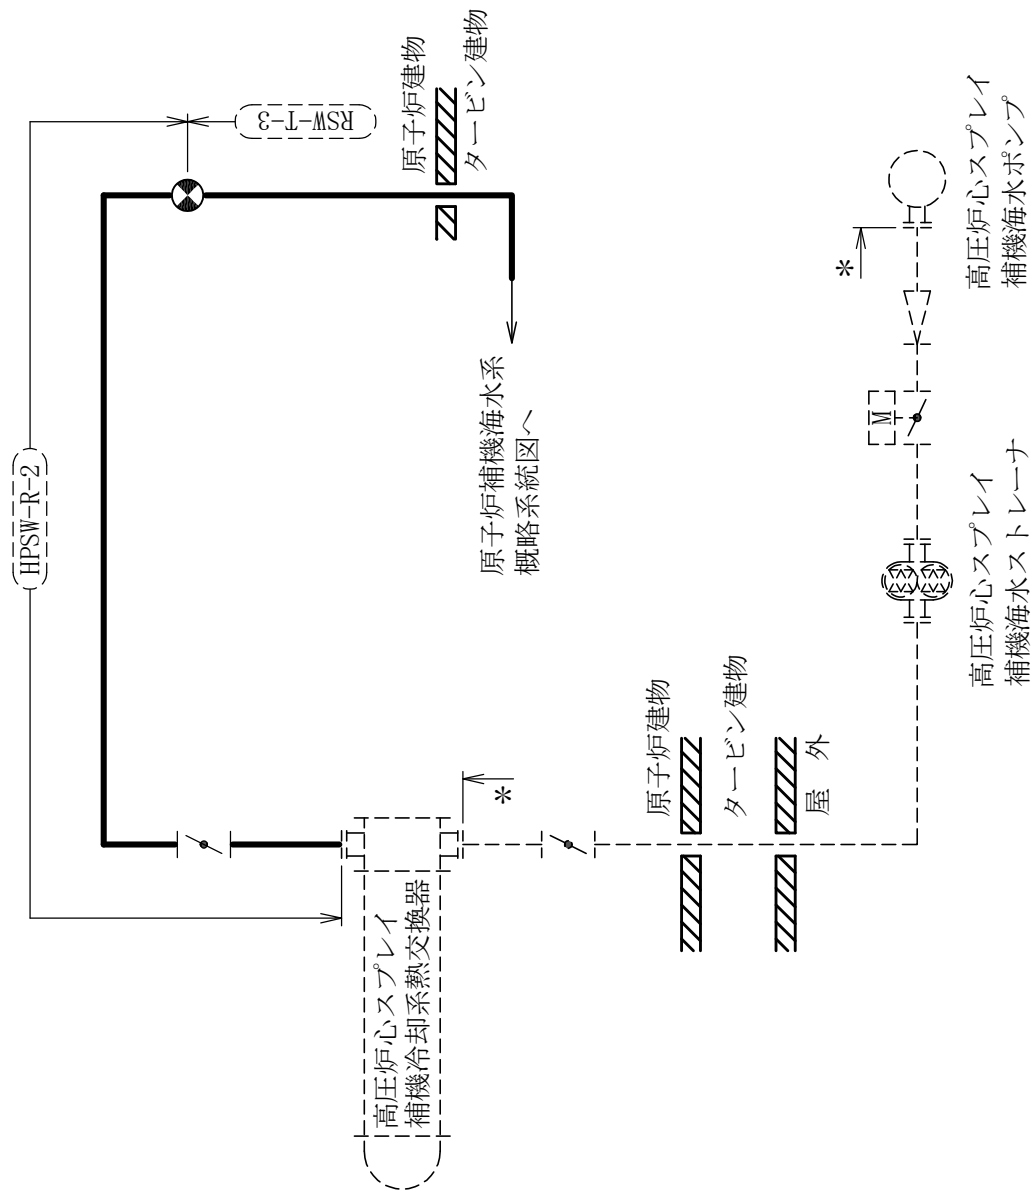 HPSW-R-2
RSW-T-3
原子炉建物
タービン建物
原子炉補機海水系
概略系統図へ
高圧炉心スプレイ
補機冷却系熱交換器
*
原子炉建物
タービン建物
屋 外
高圧炉心スプレイ
補機海水ストレーナ
M
*
高圧炉心スプレイ
補機海水ポンプ